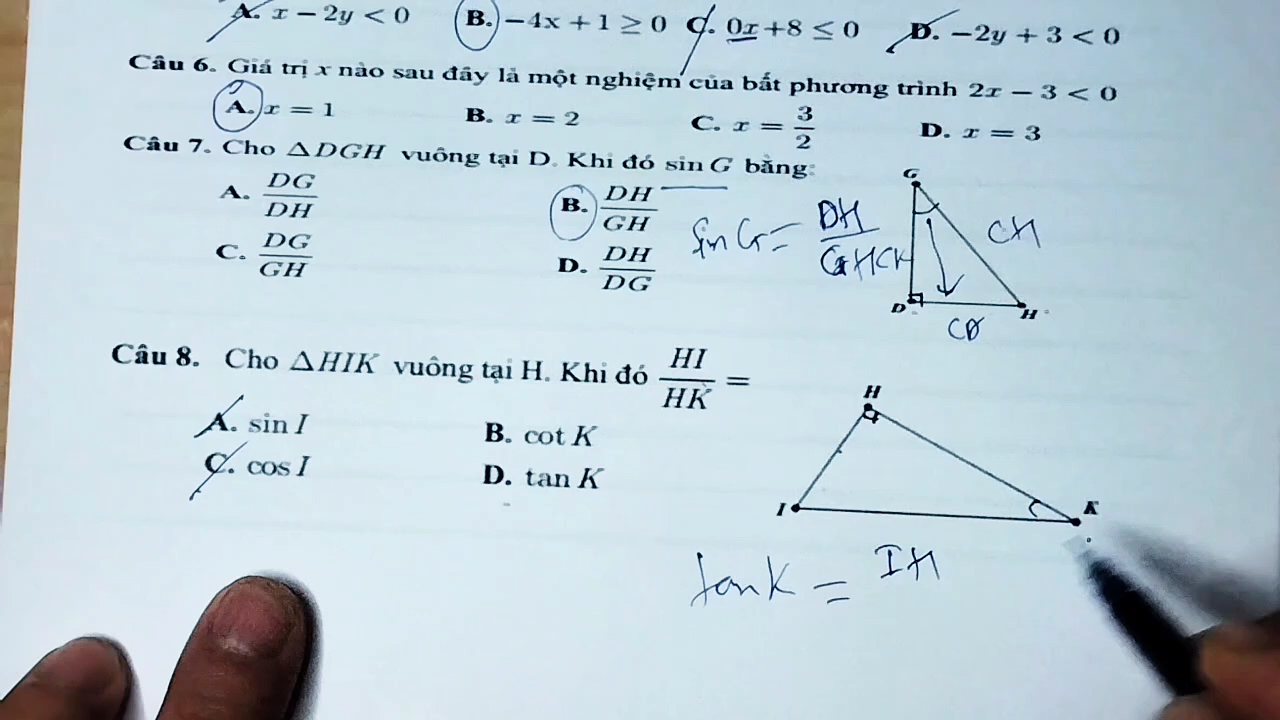 A. x − 2y < 0 B. −4x + 1 ≥ 0 C. 0x + 8 ≤ 0 D. −2y + 3 < 0
Câu 6. Giá trị x nào sau đây là một nghiệm của bất phương trình 2x − 3 < 0
A. x = 1 B. x = 2 C. x = 3/2 D. x = 3
Câu 7. Cho △DGH vuông tại D. Khi đó sin G bằng:
A. DG/DH B. DH/GH
C. DG/GH D. DH/DG
sin G = DH/GH CH
G
CH
D H
CĐ
Câu 8. Cho △HIK vuông tại H. Khi đó HI/HK =
A. sin I B. cot K
C. cos I D. tan K
H
I K
tan K = IH